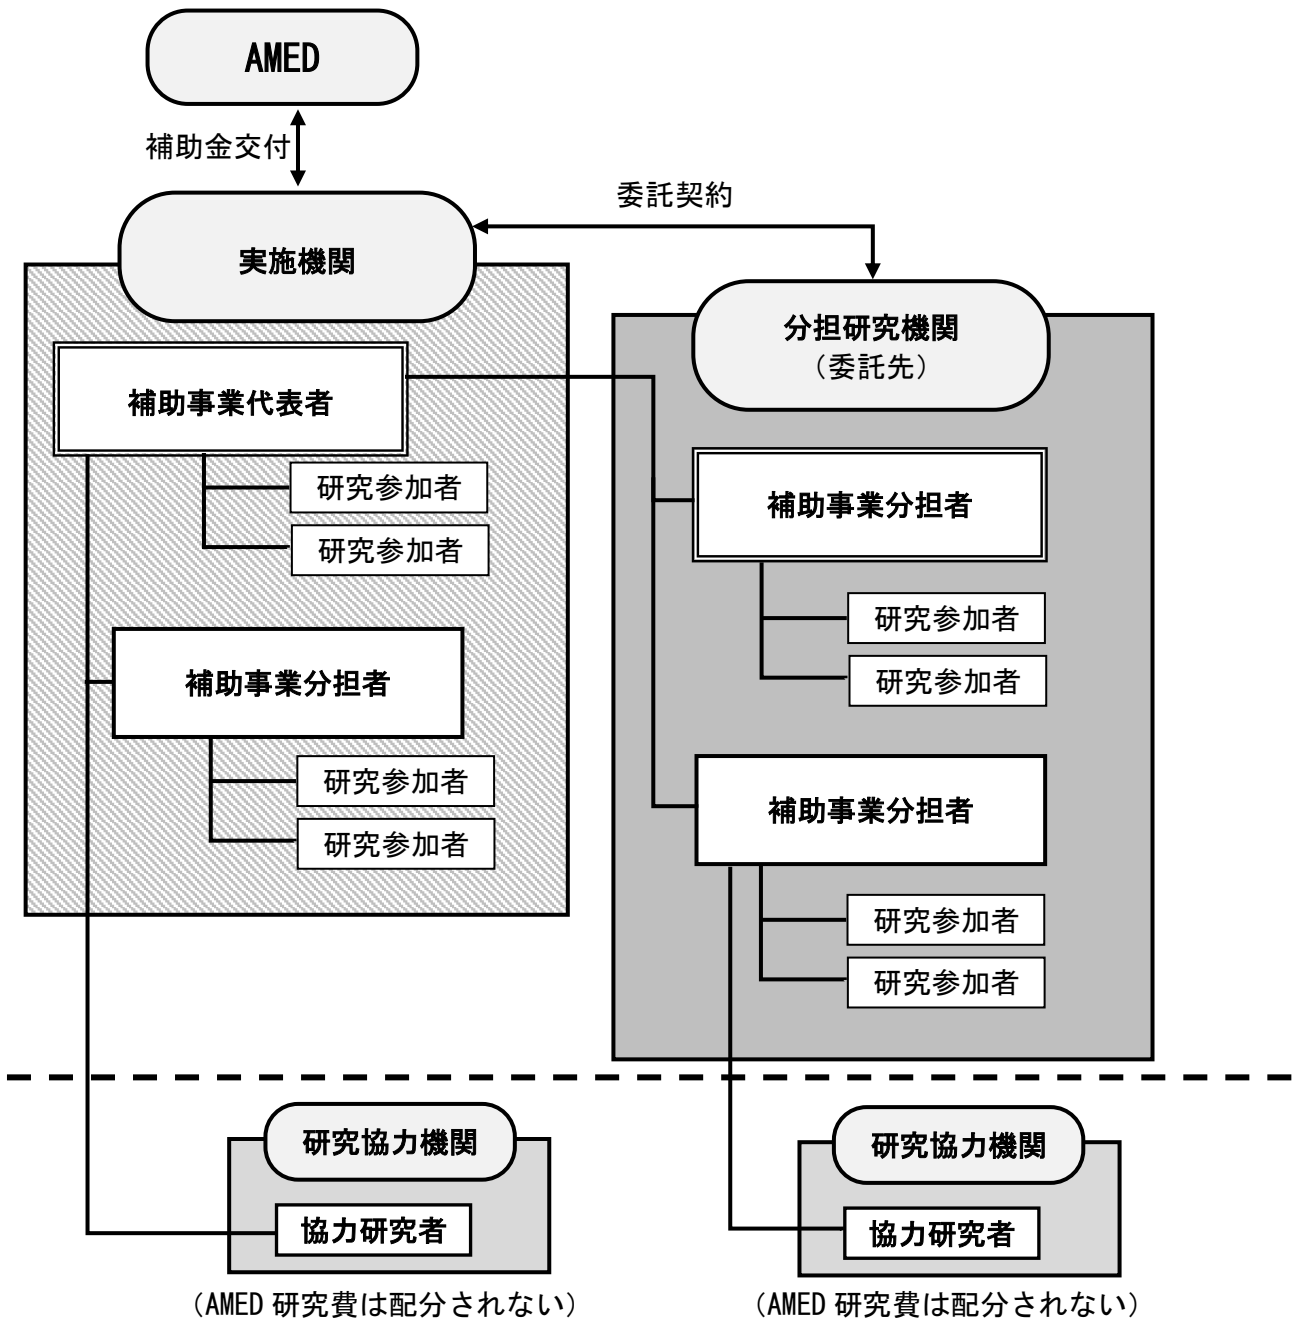 AMED
補助金交付
委託契約
実施機関
補助事業代表者
研究参加者
研究参加者
補助事業分担者
研究参加者
研究参加者
分担研究機関
（委託先）
補助事業分担者
研究参加者
研究参加者
補助事業分担者
研究参加者
研究参加者
研究協力機関
協力研究者
（AMED 研究費は配分されない）
研究協力機関
協力研究者
（AMED 研究費は配分されない）